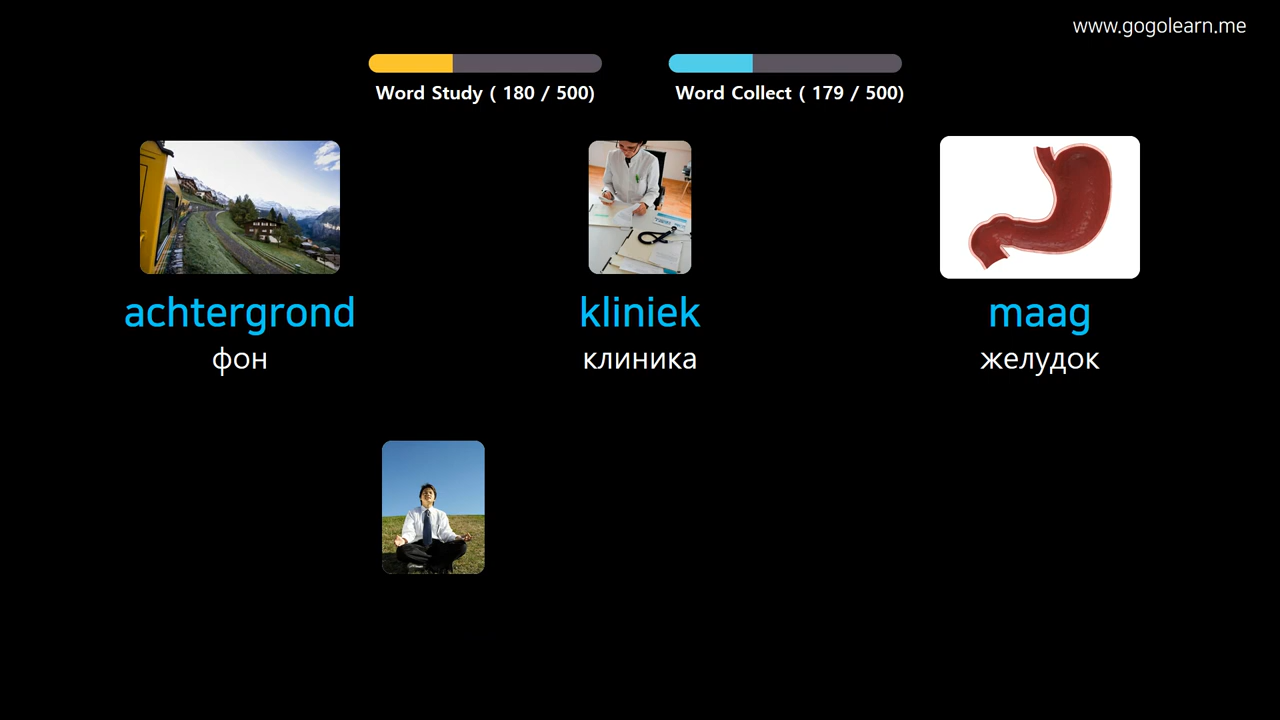 www.gogolearn.me
Word Study ( 180 / 500)
Word Collect ( 179 / 500)
achtergrond
фон
kliniek
клиника
maag
желудок